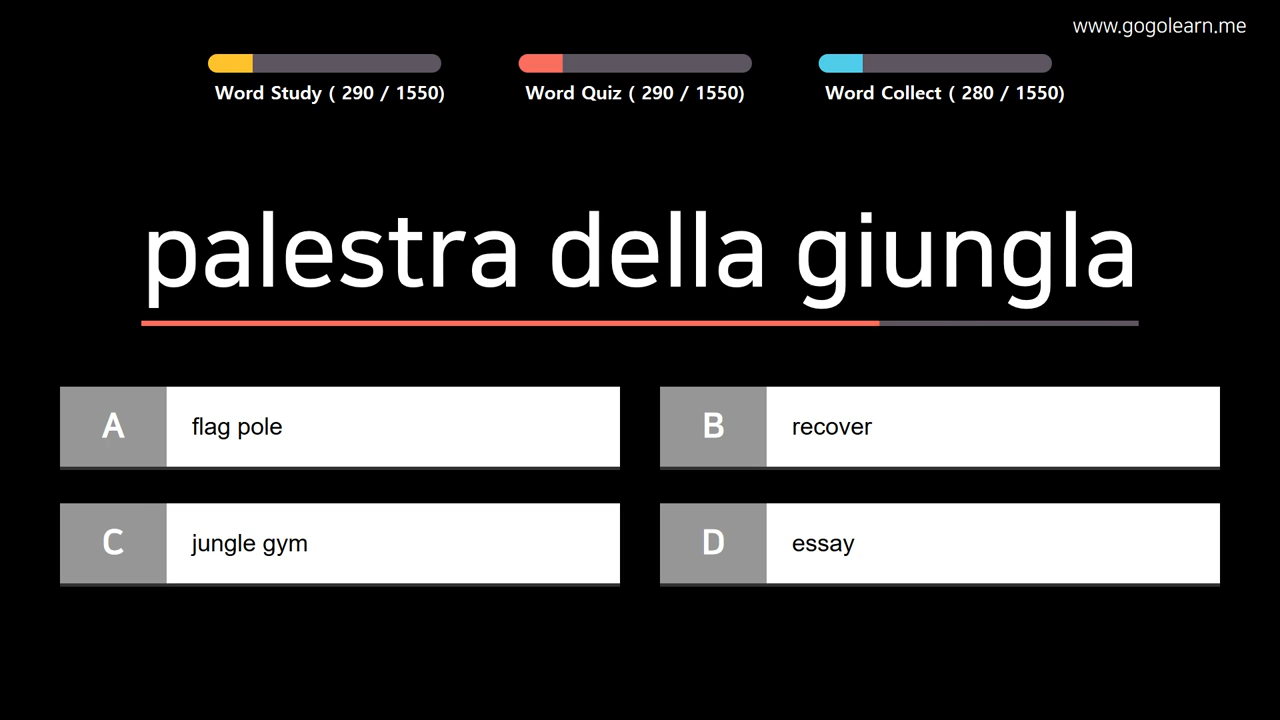 www.gogolearn.me
Word Study ( 290 / 1550)
Word Quiz ( 290 / 1550)
Word Collect ( 280 / 1550)
palestra della giungla
A flag pole
B recover
C jungle gym
D essay